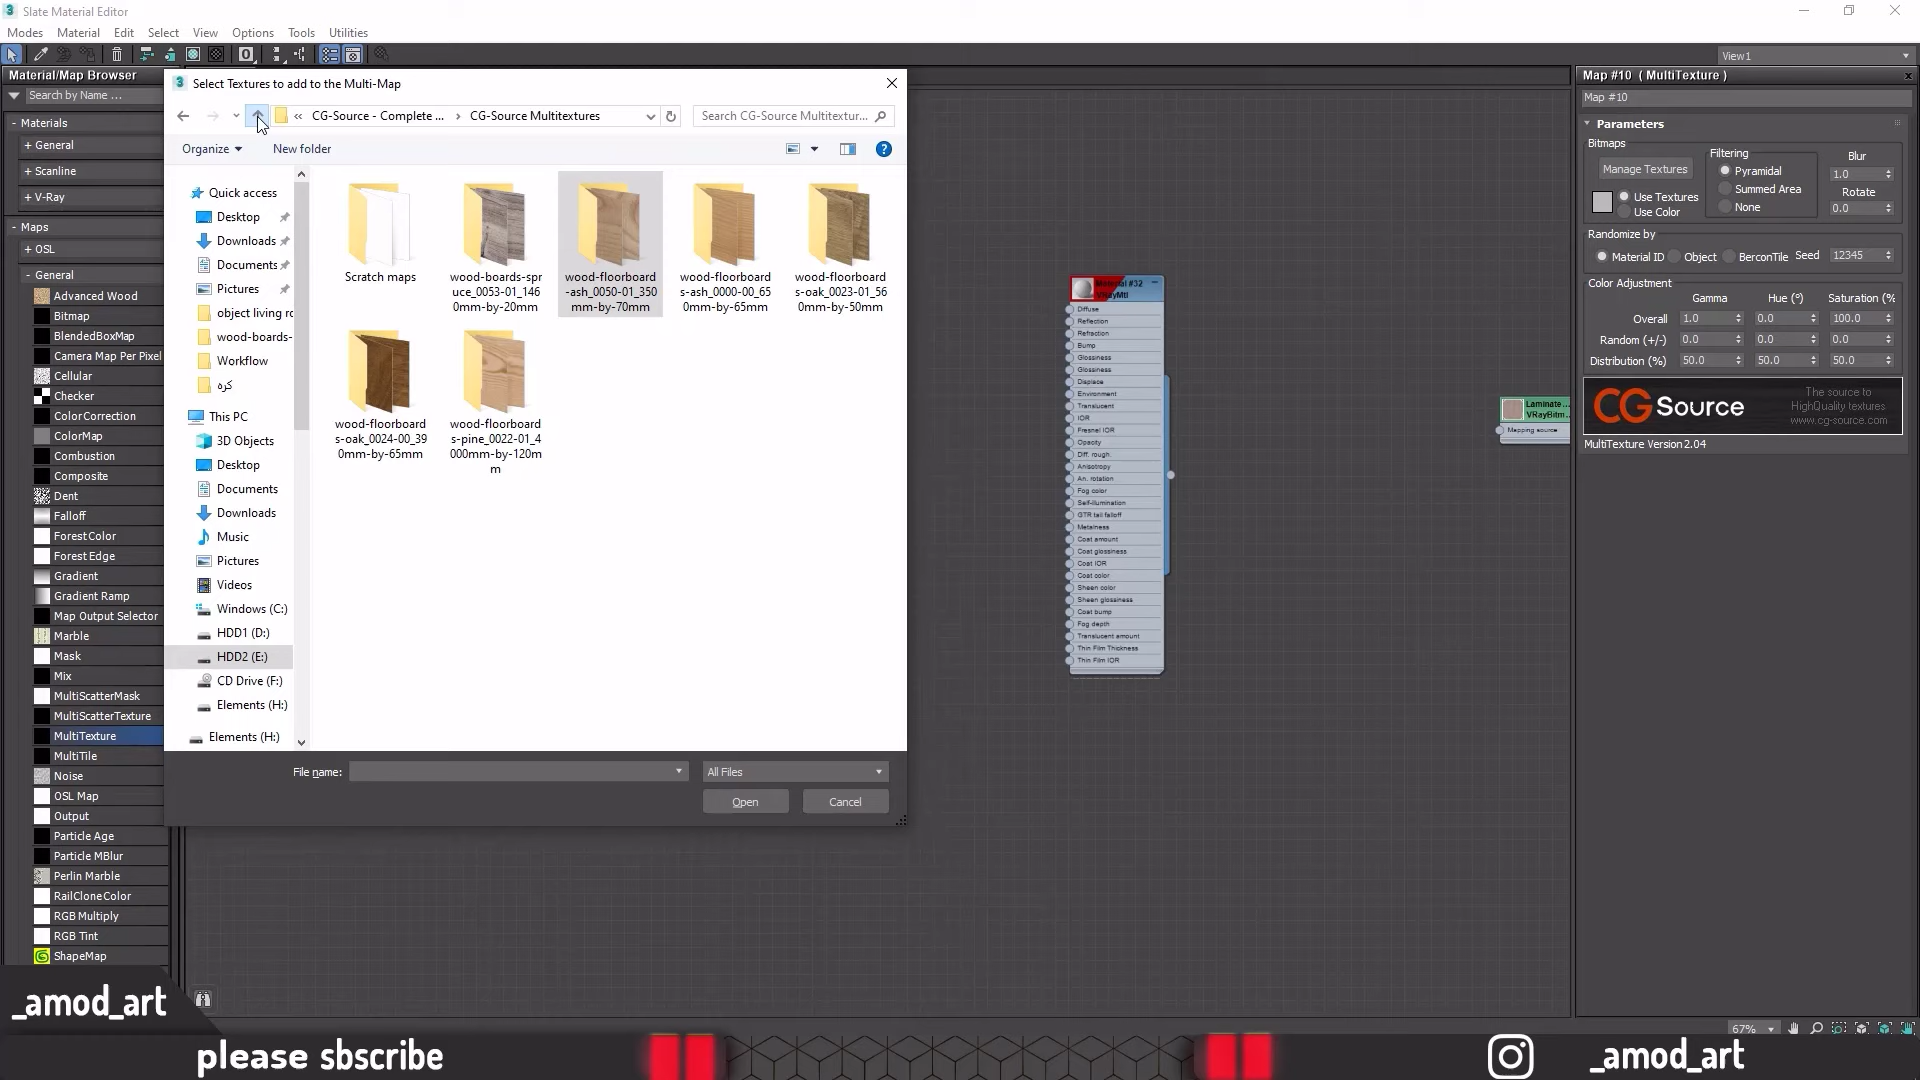 Slate Material Editor
Modes Material Edit Select View Options Tools Utilities
View1
Material/Map Browser
Search by Name ...
- Materials
+ General
+ Scanline
+ V-Ray
- Maps
+ OSL
- General
Advanced Wood
Bitmap
BlendedBoxMap
Camera Map Per Pixel
Cellular
Checker
ColorCorrection
ColorMap
Combustion
Composite
Dent
Falloff
ForestColor
Forest Edge
Gradient
Gradient Ramp
Map Output Selector
Marble
Mask
Mix
MultiScatterMask
MultiScatterTexture
MultiTexture
MultiTile
Noise
OSL Map
Output
Particle Age
Particle MBlur
Perlin Marble
RailCloneColor
RGB Multiply
RGB Tint
ShapeMap
Select Textures to add to the Multi-Map
« CG-Source - Complete ... › CG-Source Multitextures
Search CG-Source Multitextur...
Organize New folder
Quick access
Desktop
Downloads
Documents
Pictures
object living ro
wood-boards-
Workflow
كره
This PC
3D Objects
Desktop
Documents
Downloads
Music
Pictures
Videos
Windows (C:)
HDD1 (D:)
HDD2 (E:)
CD Drive (F:)
Elements (H:)
Elements (H:)
Scratch maps
wood-boards-spr
uce_0053-01_146
0mm-by-20mm
wood-floorboard
-ash_0050-01_350
mm-by-70mm
wood-floorboard
s-ash_0000-00_65
0mm-by-65mm
wood-floorboard
s-oak_0023-01_56
0mm-by-50mm
wood-floorboard
s-oak_0024-00_39
0mm-by-65mm
wood-floorboard
s-pine_0022-01_4
000mm-by-120m
m
File name:
All Files
Open Cancel
Material #32
VRayMtl
Diffuse
Reflection
Refraction
Bump
Glossiness
Glossiness
Displace
Environment
Translucent
IOR
Fresnel IOR
Opacity
Diff. rough.
Anisotropy
An. rotation
Fog color
Self-illumination
GTR tail falloff
Metalness
Coat amount
Coat glossiness
Coat IOR
Coat color
Sheen color
Sheen glossiness
Coat bump
Fog depth
Translucent amount
Thin Film Thickness
Thin Film IOR
Laminate ...
VRayBitm...
Mapping source
Map #10 ( MultiTexture )
Map #10
Parameters
Bitmaps
Manage Textures
Use Textures
Use Color
Filtering
Pyramidal
Summed Area
None
Blur
1.0
Rotate
0.0
Randomize by
Material ID Object BerconTile Seed 12345
Color Adjustment
Gamma Hue (º) Saturation (%
Overall 1.0 0.0 100.0
Random (+/-) 0.0 0.0 0.0
Distribution (%) 50.0 50.0 50.0
CG Source
The source to
HighQuality textures
www.cg-source.com
MultiTexture Version 2.04
67%
_amod_art
please sbscribe
_amod_art